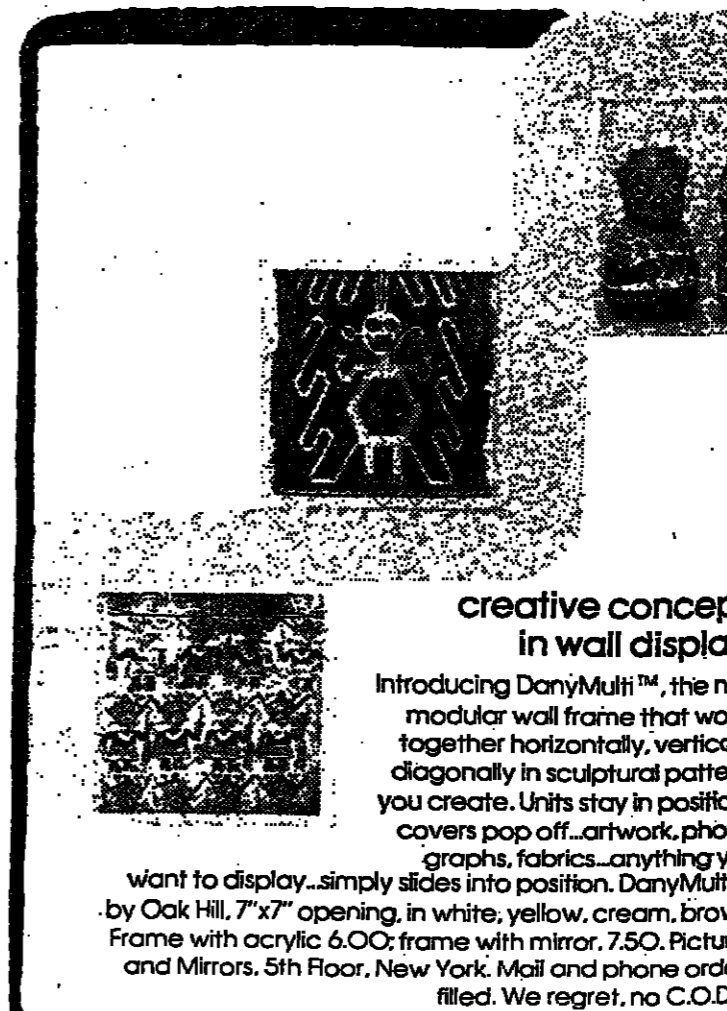 creative concep
in wall displa
Introducing DanyMulti™, the n
modular wall frame that wo
together horizontally, vertica
diagonally in sculptural patte
you create. Units stay in positio
covers pop off...artwork, pho
graphs, fabrics...anything y
want to display...simply slides into position. DanyMult
by Oak Hill, 7"x7" opening, in white, yellow, cream, brow
Frame with acrylic 6.00; frame with mirror, 7.50. Pictur
and Mirrors, 5th Floor, New York. Mail and phone orde
filled. We regret, no C.O.D.